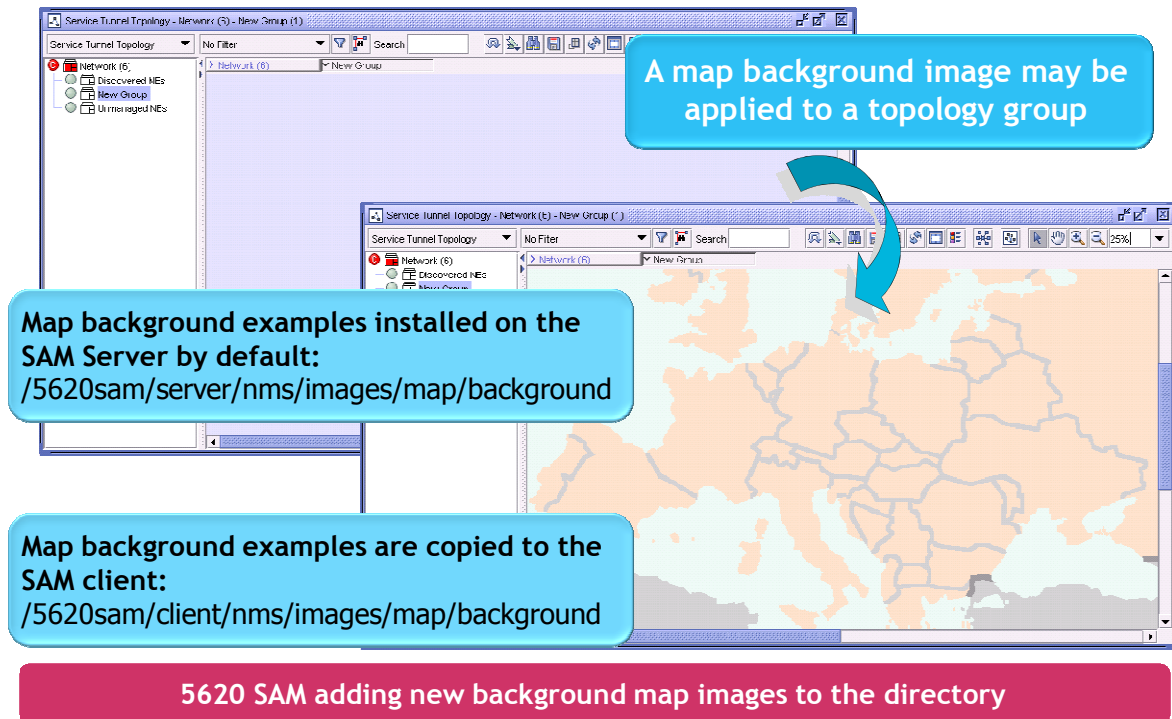 Service Tunnel Topology - Network (6) - New Group (1)
Service Tunnel Topology
No Filter
Search
Network (6)
Discovered NEs
New Group
Unmanaged NEs
Network (6)
New Group
A map background image may be
applied to a topology group
Service Tunnel Topology - Network (6) - New Group (1)
Service Tunnel Topology
No Filter
Search
25%
Network (6)
Discovered NEs
New Group
Network (6)
New Group
Map background examples installed on the
SAM Server by default:
/5620sam/server/nms/images/map/background
Map background examples are copied to the
SAM client:
/5620sam/client/nms/images/map/background
5620 SAM adding new background map images to the directory